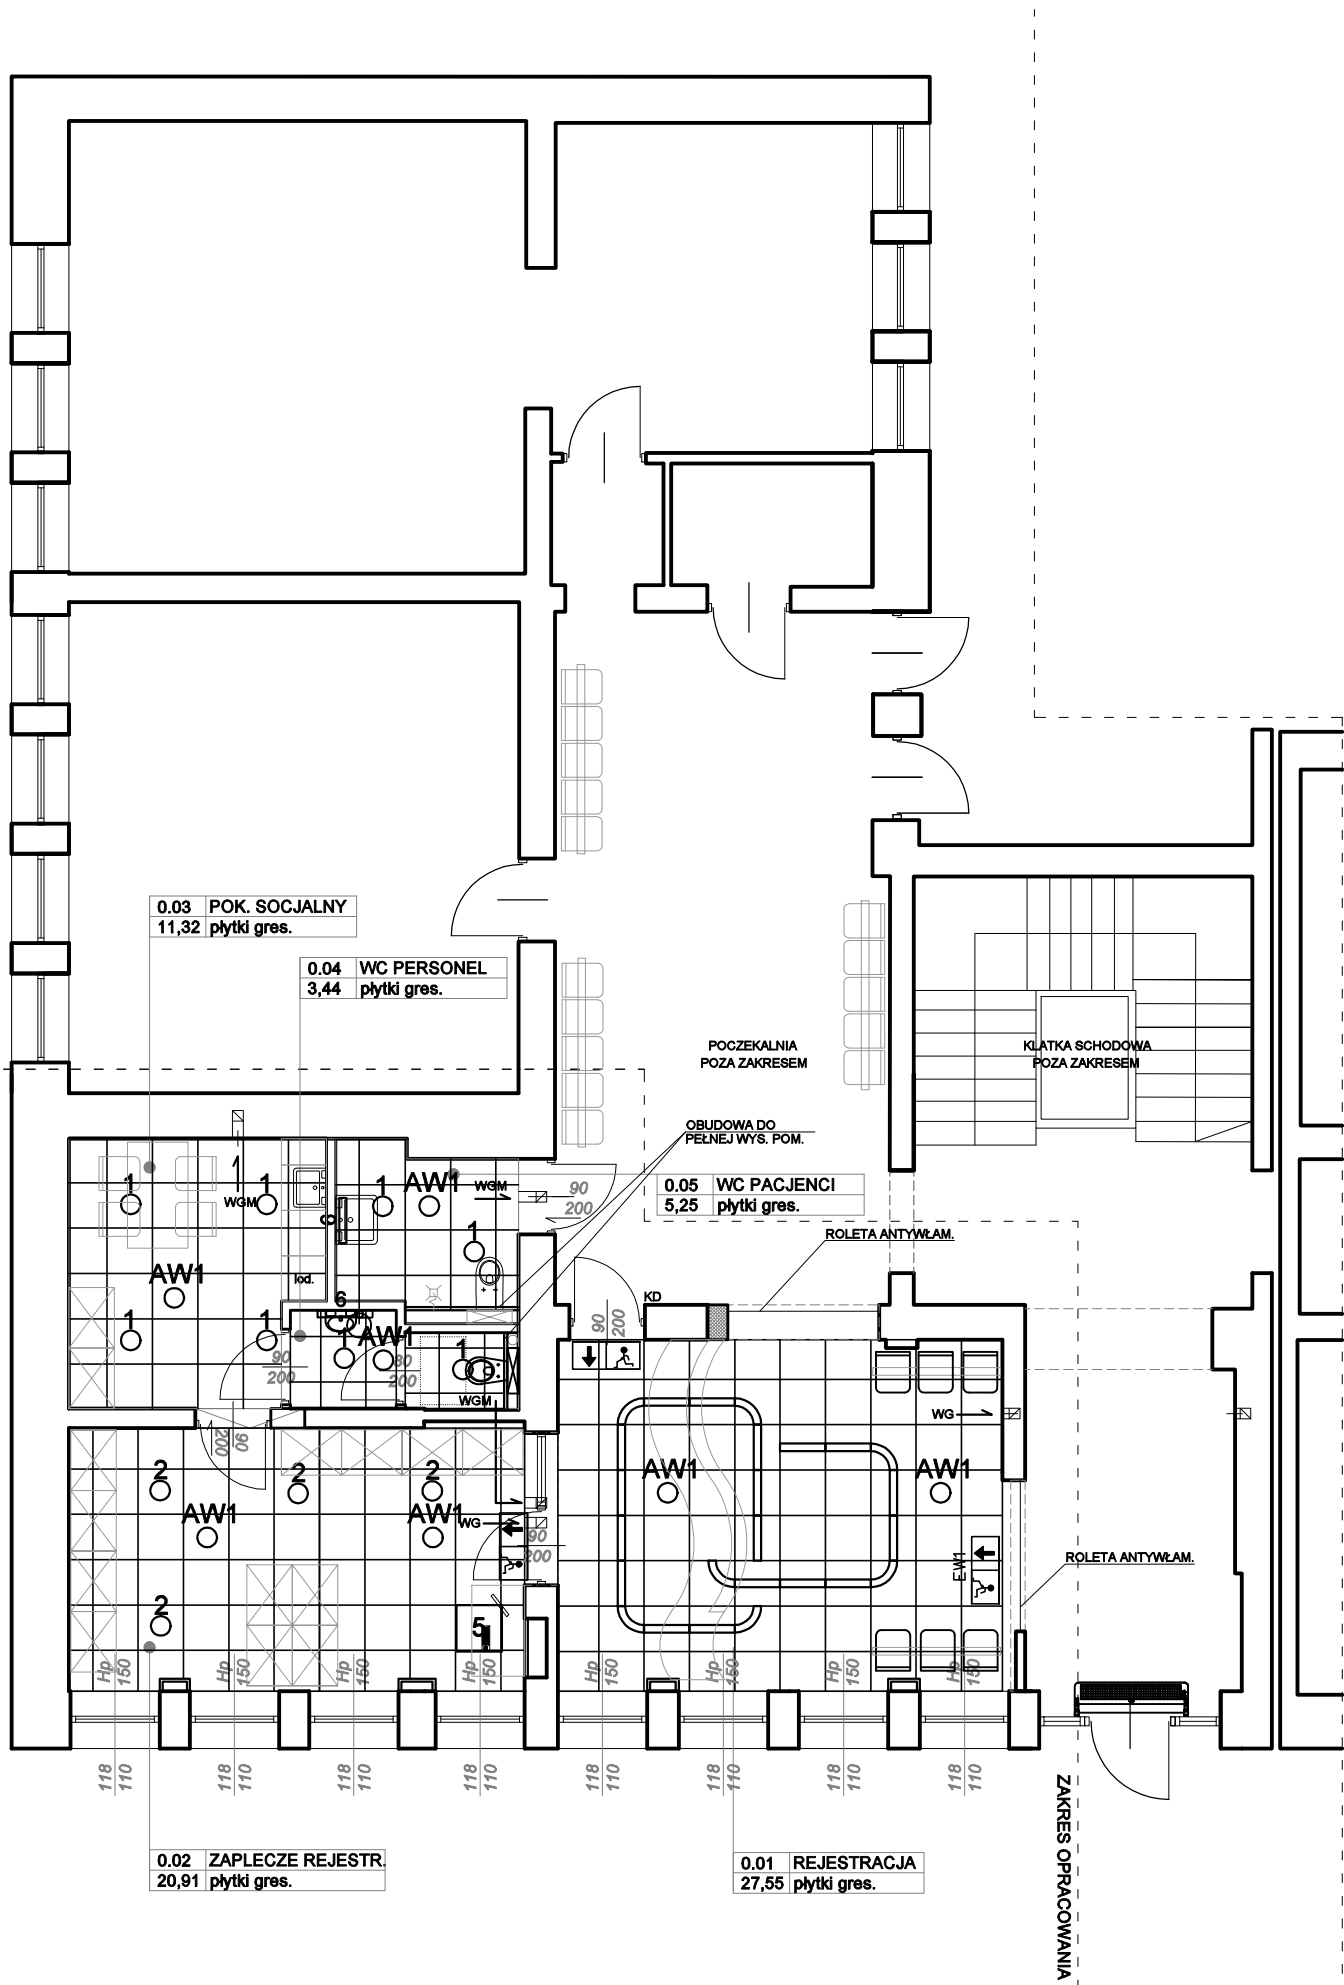 0.03 POK. SOCJALNY
11,32 płytki gres.
0.04 WC PERSONEL
3,44 płytki gres.
POCZEKALNIA
POZA ZAKRESEM
KLATKA SCHODOWA
POZA ZAKRESEM
OBUDOWA DO
PEŁNEJ WYS. POM.
0.05 WC PACJENCI
5,25 płytki gres.
1
1
WGM
1
AW1
WGM
90
200
6
1
ROLETA ANTYWŁAM.
AW1
lod.
KD
6
1
1
1
AW1
1
90
200
90
200
80
200
WGM
WG
90
200
2
2
2
AW1
AW1
AW1
AW1
WG
90
200
EW1
ROLETA ANTYWŁAM.
2
5
Hp 150
Hp 150
Hp 150
Hp 150
Hp 150
Hp 150
Hp 150
Hp 150
118 110
118 110
118 110
118 110
118 110
118 110
118 110
118 110
ZAKRES OPRACOWANIA
0.02 ZAPLECZE REJESTR.
20,91 płytki gres.
0.01 REJESTRACJA
27,55 płytki gres.